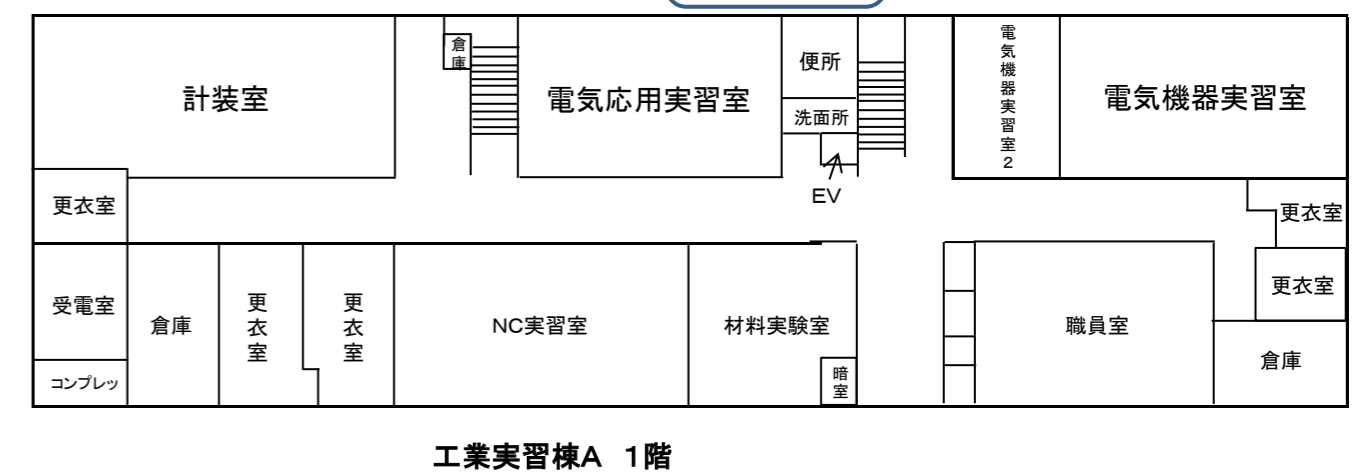 計装室
倉庫
電気応用実習室
便所
洗面所
EV
電気機器実習室2
電気機器実習室
更衣室
更衣室
更衣室
受電室
コンプレッ
倉庫
更衣室
更衣室
NC実習室
材料実験室
暗室
職員室
倉庫
工業実習棟A 1階